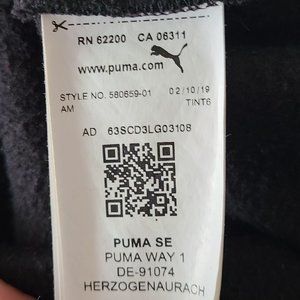 RN 62200 CA 06311
www.puma.com
STYLE NO. 580659-01 02/10/19
AM TINT6
AD 63SCD3LG03108
PUMA SE
PUMA WAY 1
DE-91074
HERZOGENAURACH